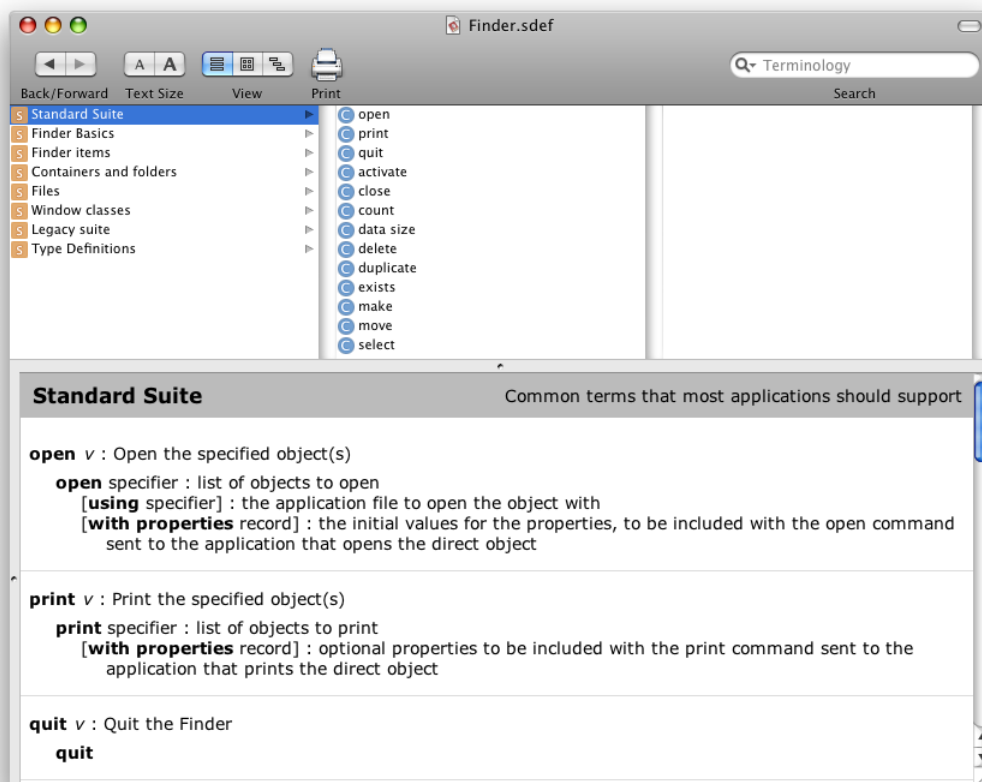 Finder.sdef
A A
Back/Forward Text Size View Print
Terminology
Search
S Standard Suite
S Finder Basics
S Finder items
S Containers and folders
S Files
S Window classes
S Legacy suite
S Type Definitions
C open
C print
C quit
C activate
C close
C count
C data size
C delete
C duplicate
C exists
C make
C move
C select
Standard Suite Common terms that most applications should support
open v : Open the specified object(s)
open specifier : list of objects to open
[using specifier] : the application file to open the object with
[with properties record] : the initial values for the properties, to be included with the open command
sent to the application that opens the direct object
print v : Print the specified object(s)
print specifier : list of objects to print
[with properties record] : optional properties to be included with the print command sent to the
application that prints the direct object
quit v : Quit the Finder
quit